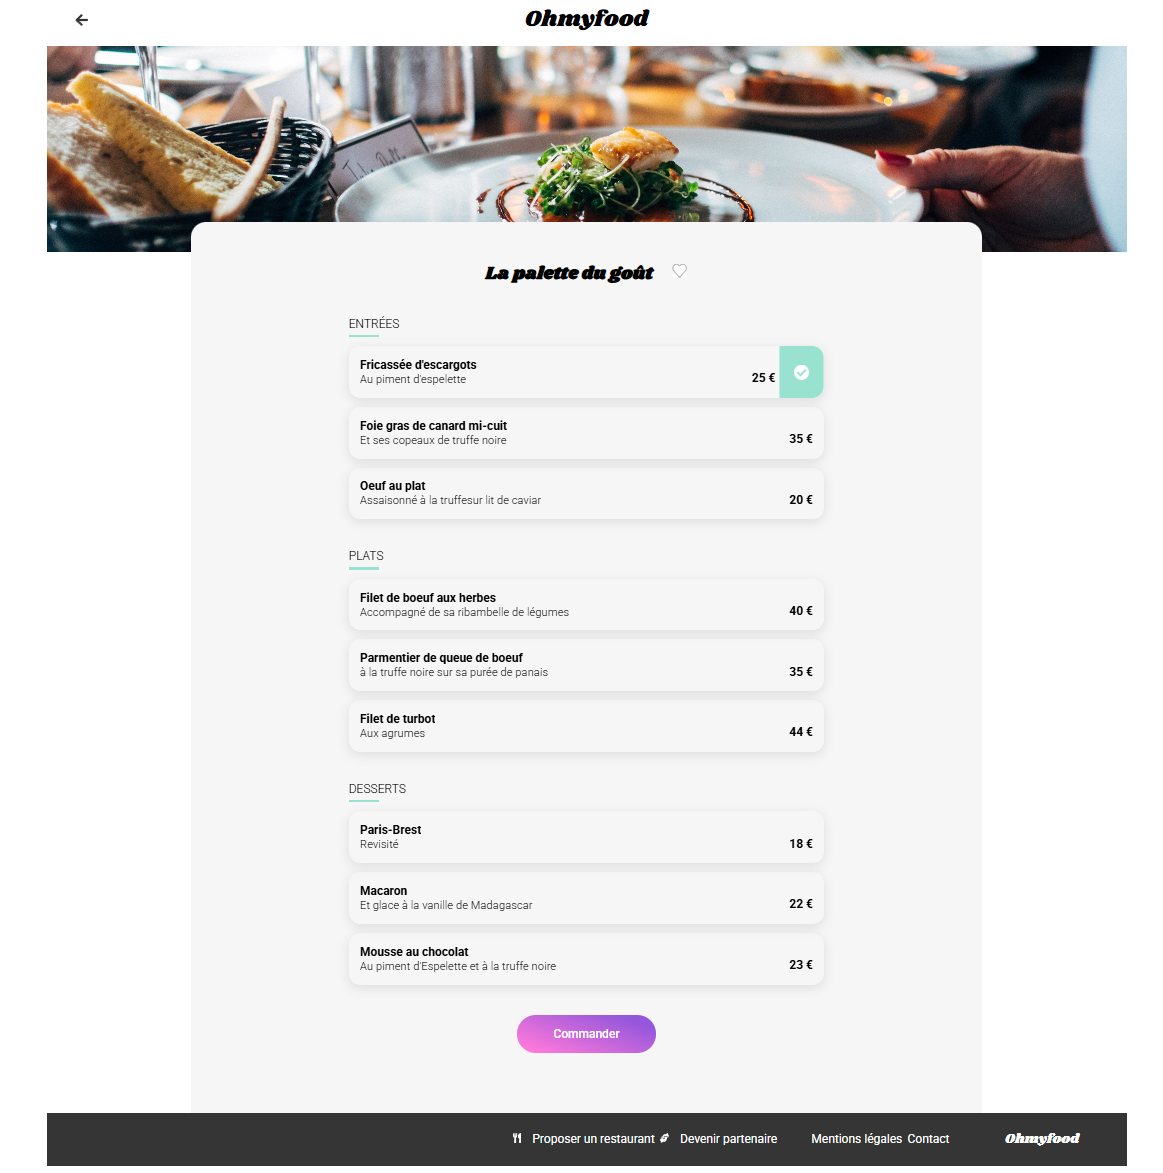 Ohmyfood
La palette du goût
ENTRÉES
Fricassée d'escargots
Au piment d'espelette
25 €
Foie gras de canard mi-cuit
Et ses copeaux de truffe noire
35 €
Oeuf au plat
Assaisonné à la truffesur lit de caviar
20 €
PLATS
Filet de boeuf aux herbes
Accompagné de sa ribambelle de légumes
40 €
Parmentier de queue de boeuf
à la truffe noire sur sa purée de panais
35 €
Filet de turbot
Aux agrumes
44 €
DESSERTS
Paris-Brest
Revisité
18 €
Macaron
Et glace à la vanille de Madagascar
22 €
Mousse au chocolat
Au piment d'Espelette et à la truffe noire
23 €
Commander
Proposer un restaurant Devenir partenaire Mentions légales Contact Ohmyfood